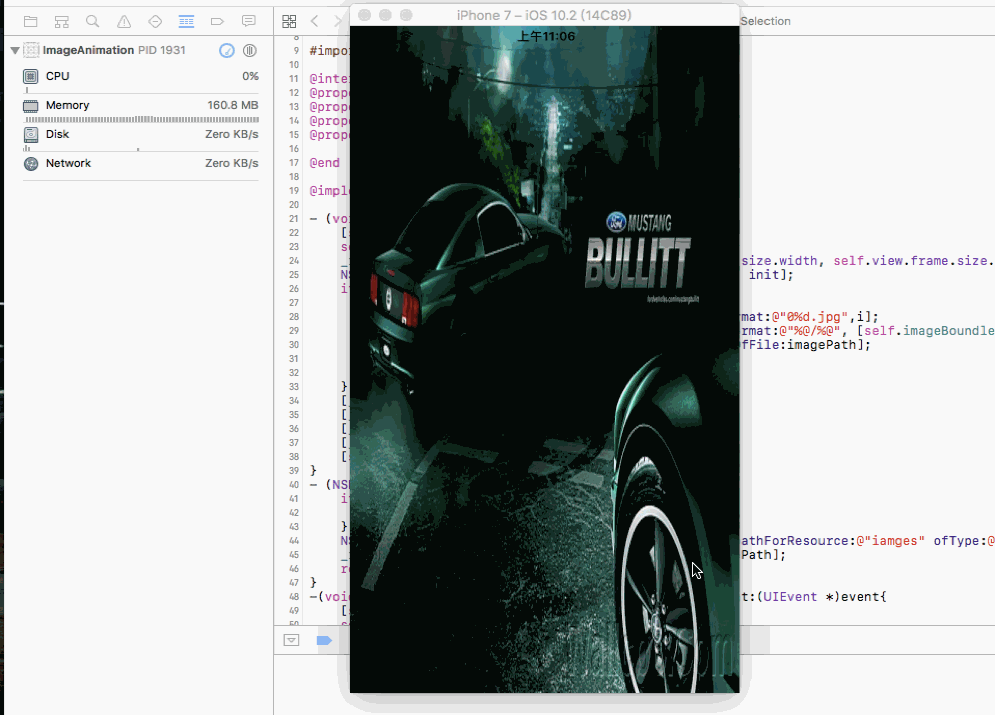 iPhone 7 – iOS 10.2 (14C89)
Selection
ImageAnimation PID 1931
CPU 0%
Memory 160.8 MB
Disk Zero KB/s
Network Zero KB/s
上午11:06
MUSTANG
BULLITT
8
9 #impo
10
11 @inte
12 @prop
13 @prop
14 @prop
15 @prop
16
17 @end
18
19 @imple
20
21 – (vo
22 [
23 s
24 _ size.width, self.view.frame.size.
25 NS init];
26 i
27
28 mat:@"0%d.jpg",i];
29 rmat:@"%@/%@", [self.imageBundle
30 fFile:imagePath];
31
32
33 }
34 [
35 [
36 [
37 [
38 [
39 }
40 – (NS
41 i
42
43 }
44 NS athForResource:@"iamges" ofType:@
45 _ Path];
46 re
47 }
48 –(voi t:(UIEvent *)event{
49 [
50